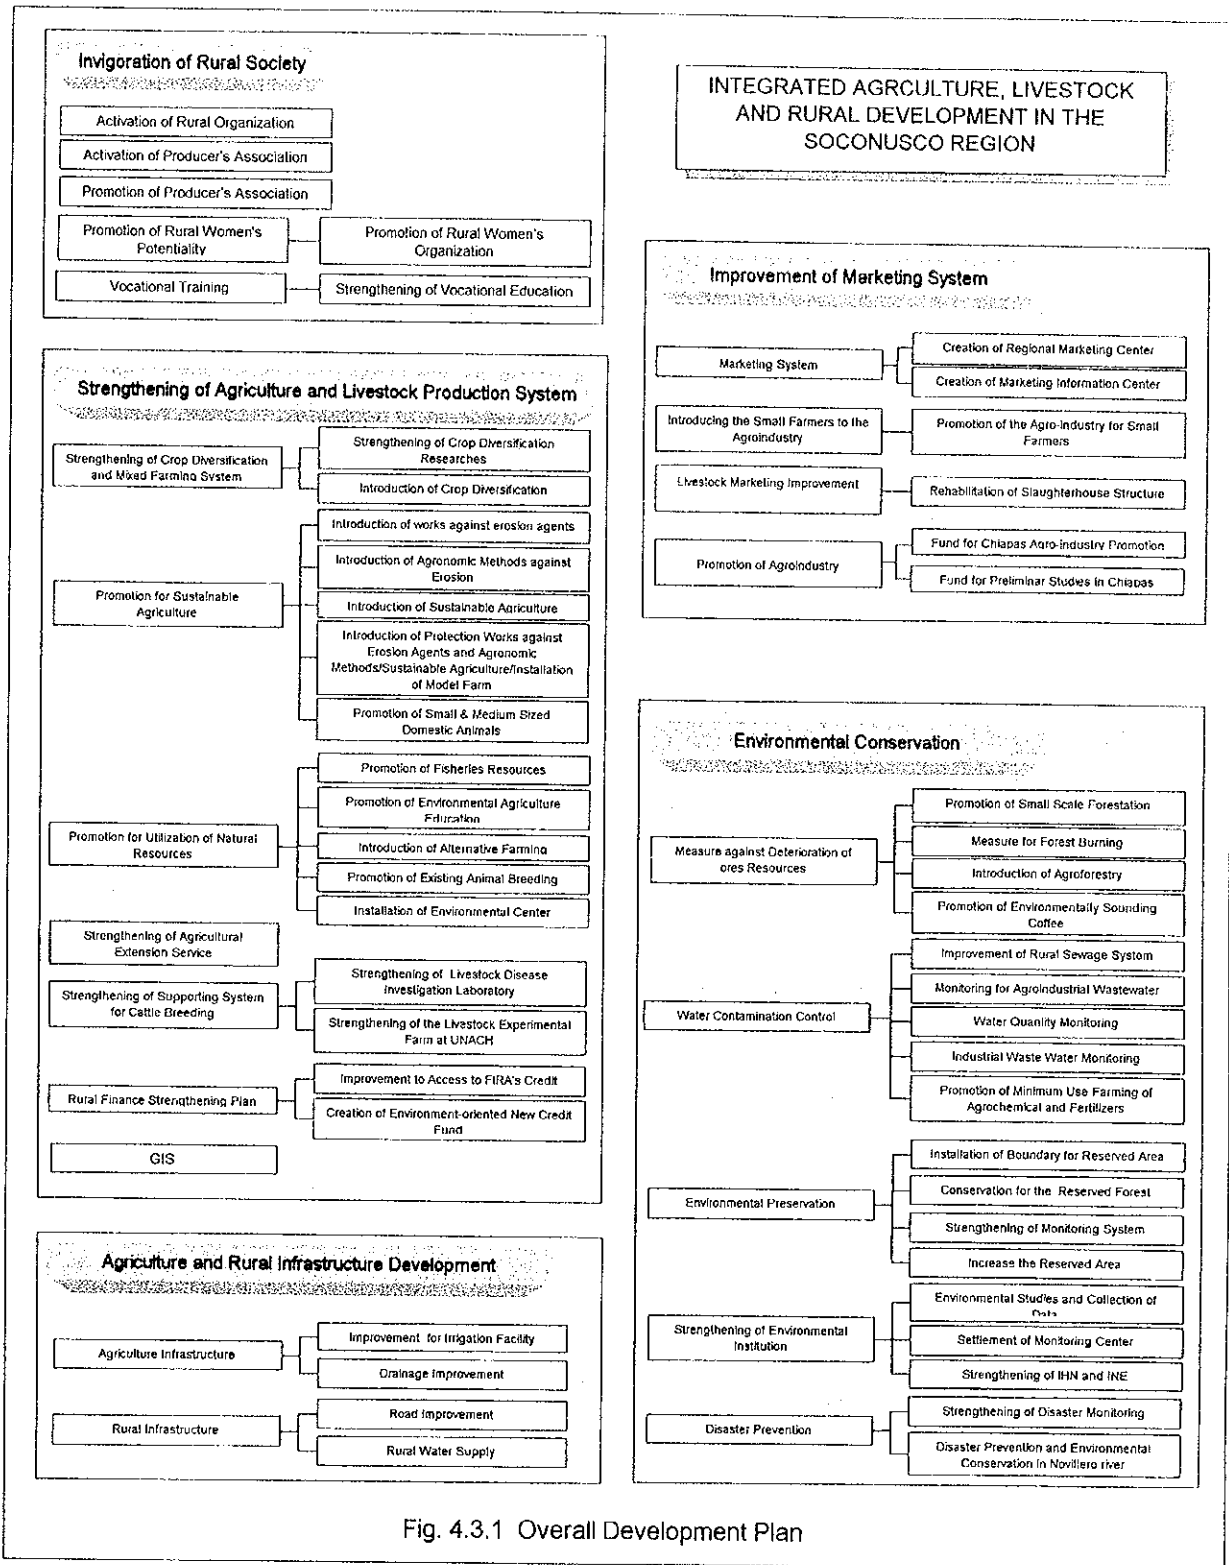 Invigoration of Rural Society
Activation of Rural Organization
Activation of Producer's Association
Promotion of Producer's Association
Promotion of Rural Women's
Potentiality
Promotion of Rural Women's
Organization
Vocational Training
Strengthening of Vocational Education
INTEGRATED AGRCULTURE, LIVESTOCK
AND RURAL DEVELOPMENT IN THE
SOCONUSCO REGION
Strengthening of Agriculture and Livestock Production System
Strengthening of Crop Diversification
and Mixed Farming System
Strengthening of Crop Diversification
Researches
Introduction of Crop Diversification
Promotion for Sustainable
Agriculture
Introduction of works against erosion agents
Introduction of Agronomic Methods against
Erosion
Introduction of Sustainable Agriculture
Introduction of Protection Works against
Erosion Agents and Agronomic
Methods/Sustainable Agriculture/Installation
of Model Farm
Promotion of Small & Medium Sized
Domestic Animals
Promotion for Utilization of Natural
Resources
Promotion of Fisheries Resources
Promotion of Environmental Agriculture
Education
Introduction of Alternative Farming
Promotion of Existing Animal Breeding
Installation of Environmental Center
Strengthening of Agricultural
Extension Service
Strengthening of Supporting System
for Cattle Breeding
Strengthening of Livestock Disease
Investigation Laboratory
Strengthening of the Livestock Experimental
Farm at UNACH
Rural Finance Strengthening Plan
Improvement to Access to FIRA's Credit
Creation of Environment-oriented New Credit
Fund
GIS
Agriculture and Rural Infrastructure Development
Agriculture Infrastructure
Improvement for Irrigation Facility
Drainage Improvement
Rural Infrastructure
Road Improvement
Rural Water Supply
Improvement of Marketing System
Marketing System
Creation of Regional Marketing Center
Creation of Marketing Information Center
Introducing the Small Farmers to the
Agroindustry
Promotion of the Agro-Industry for Small
Farmers
Livestock Marketing Improvement
Rehabilitation of Slaughterhouse Structure
Promotion of Agroindustry
Fund for Chiapas Agro-industry Promotion
Fund for Preliminar Studies in Chiapas
Environmental Conservation
Measure against Deterioration of
ores Resources
Promotion of Small Scale Forestation
Measure for Forest Burning
Introduction of Agroforestry
Promotion of Environmentally Sounding
Coffee
Water Contamination Control
Improvement of Rural Sewage System
Monitoring for Agroindustrial Wastewater
Water Quanlity Monitoring
Industrial Waste Water Monitoring
Promotion of Minimum Use Farming of
Agrochemical and Fertilizers
Environmental Preservation
Installation of Boundary for Reserved Area
Conservation for the Reserved Forest
Strengthening of Monitoring System
Increase the Reserved Area
Strengthening of Environmental
Institution
Environmental Studies and Collection of
Data
Settlement of Monitoring Center
Strengthening of IHN and INE
Disaster Prevention
Strengthening of Disaster Monitoring
Disaster Prevention and Environmental
Conservation in Novillero river
Fig. 4.3.1 Overall Development Plan